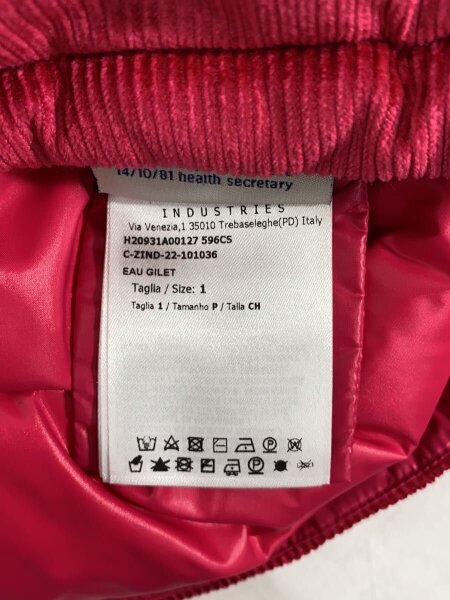 14/10/81 health secretary
INDUSTRIES
Via Venezia,1 35010 Trebaseleghe(PD) Italy
H20931A00127 596CS
C-ZIND-22-101036
EAU GILET
Taglia / Size: 1
Taglia 1 / Tamanho P / Talla CH